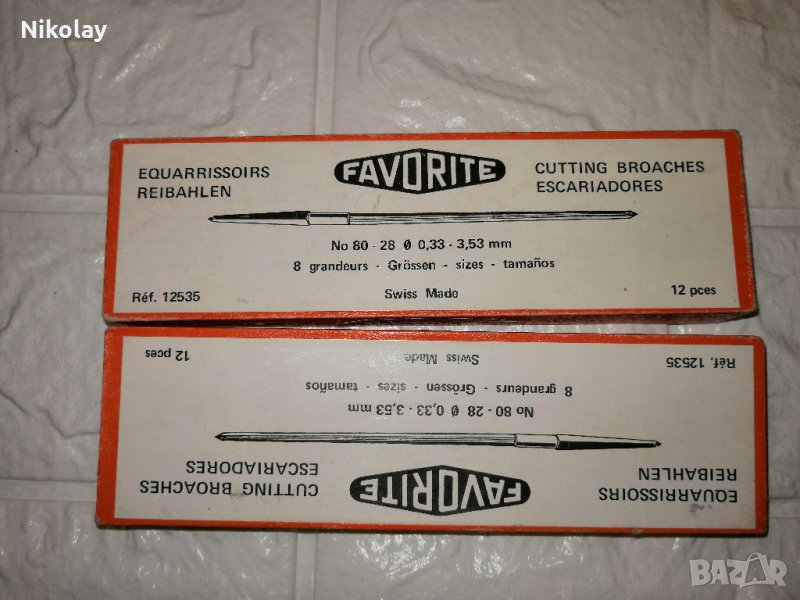 Nikolay
EQUARRISSOIRS
REIBAHLEN
FAVORITE
CUTTING BROACHES
ESCARIADORES
No 80 - 28 Ø 0,33 - 3,53 mm
8 grandeurs - Grössen - sizes - tamaños
Réf. 12535
Swiss Made
12 pces
EQUARRISSOIRS
REIBAHLEN
FAVORITE
CUTTING BROACHES
ESCARIADORES
No 80 - 28 Ø 0,33 - 3,53 mm
8 grandeurs - Grössen - sizes - tamaños
Réf. 12535
Swiss Made
12 pces
BAZAR